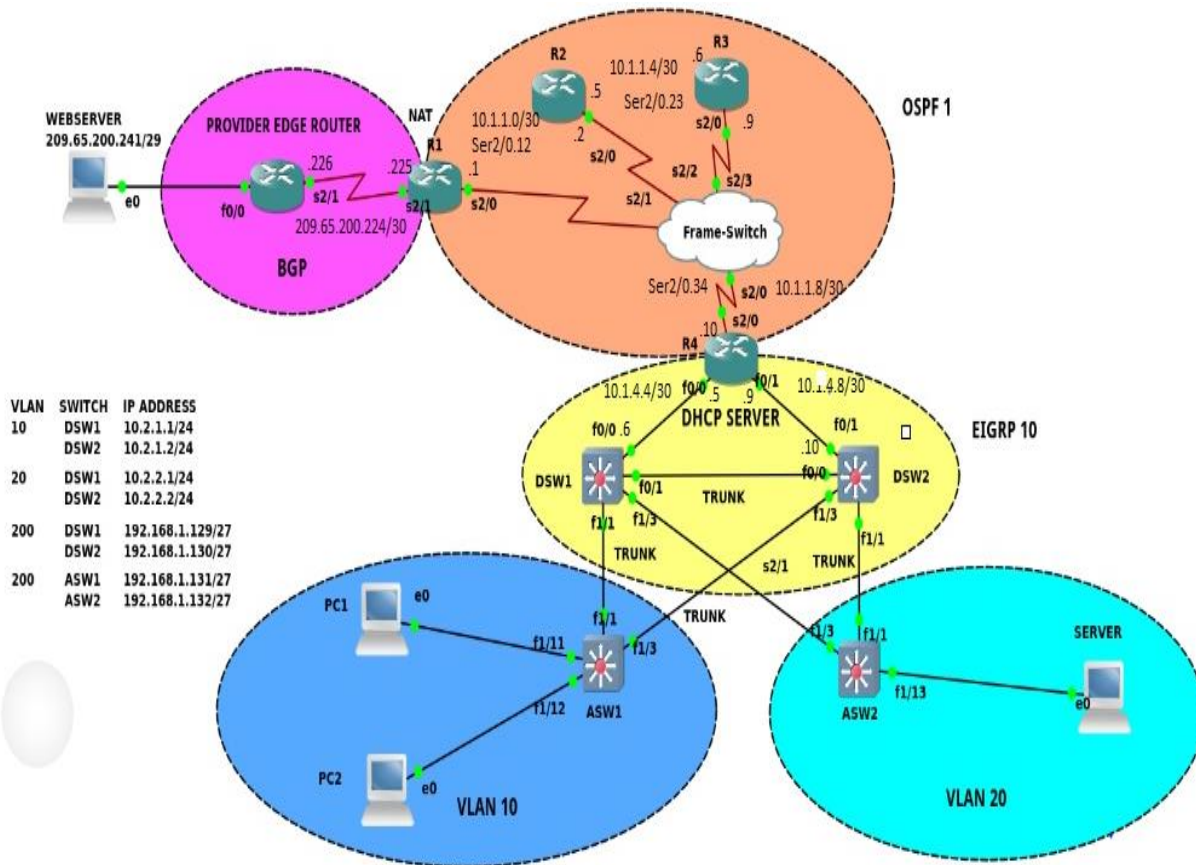 R3
R2
.6
10.1.1.4/30
OSPF 1
.5
Ser2/0.23
WEBSERVER
209.65.200.241/29
PROVIDER EDGE ROUTER
NAT
10.1.1.0/30
Ser2/0.12
R1
.2
s2/0
s2/0
.9
.226
.225
.1
s2/2
s2/3
e0
f0/0
s2/1
s2/1
s2/0
s2/1
209.65.200.224/30
Frame-Switch
BGP
Ser2/0.34
s2/0
10.1.1.8/30
.10
s2/0
R4
10.1.4.4/30
f0/0
f0/1
10.1.4.8/30
.5
.9
DHCP SERVER
VLAN SWITCH IP ADDRESS
10 DSW1 10.2.1.1/24
DSW2 10.2.1.2/24
20 DSW1 10.2.2.1/24
DSW2 10.2.2.2/24
200 DSW1 192.168.1.129/27
DSW2 192.168.1.130/27
200 ASW1 192.168.1.131/27
ASW2 192.168.1.132/27
f0/0
.6
f0/1
EIGRP 10
.10
DSW1
f0/1
f0/0
DSW2
TRUNK
f1/1
f1/3
f1/3
f1/1
TRUNK
s2/1
TRUNK
TRUNK
PC1
e0
f1/1
f1/11
f1/3
f1/12
ASW1
PC2
e0
VLAN 10
f1/3
f1/1
SERVER
f1/13
e0
ASW2
VLAN 20